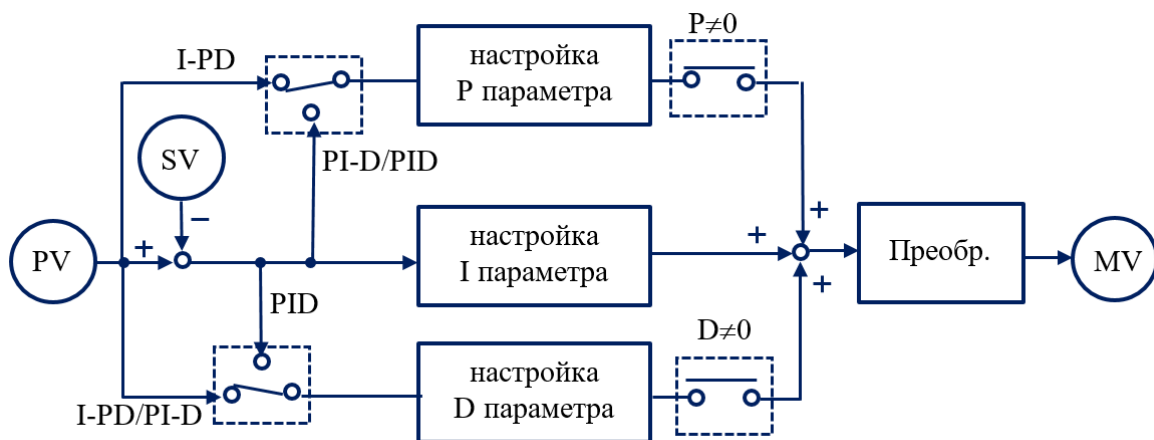 P≠0
I-PD
настройка
P параметра
SV
PI-D/PID
+
–
+
PV
настройка
I параметра
+
+
Преобр.
MV
PID
D≠0
настройка
D параметра
I-PD/PI-D